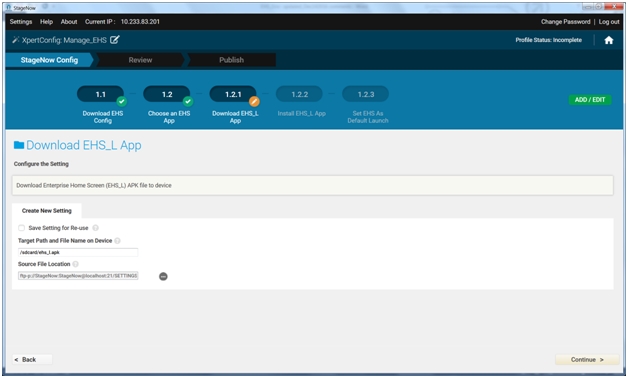 StageNow
Settings Help About Current IP : 10.233.83.201 Change Password | Log out
XpertConfig: Manage_EHS Profile Status: Incomplete
StageNow Config Review Publish
1.1 1.2 1.2.1 1.2.2 1.2.3
Download EHS Config
Choose an EHS App
Download EHS_L App
Install EHS_L App
Set EHS As Default Launch
ADD / EDIT
Download EHS_L App
Configure the Setting
Download Enterprise Home Screen (EHS_L) APK file to device
Create New Setting
Save Setting for Re-use ?
Target Path and File Name on Device ?
/sdcard/ehs_l.apk
Source File Location ?
ftp-p://StageNow:StageNow@localhost:21/SETTINGS
< Back Continue >